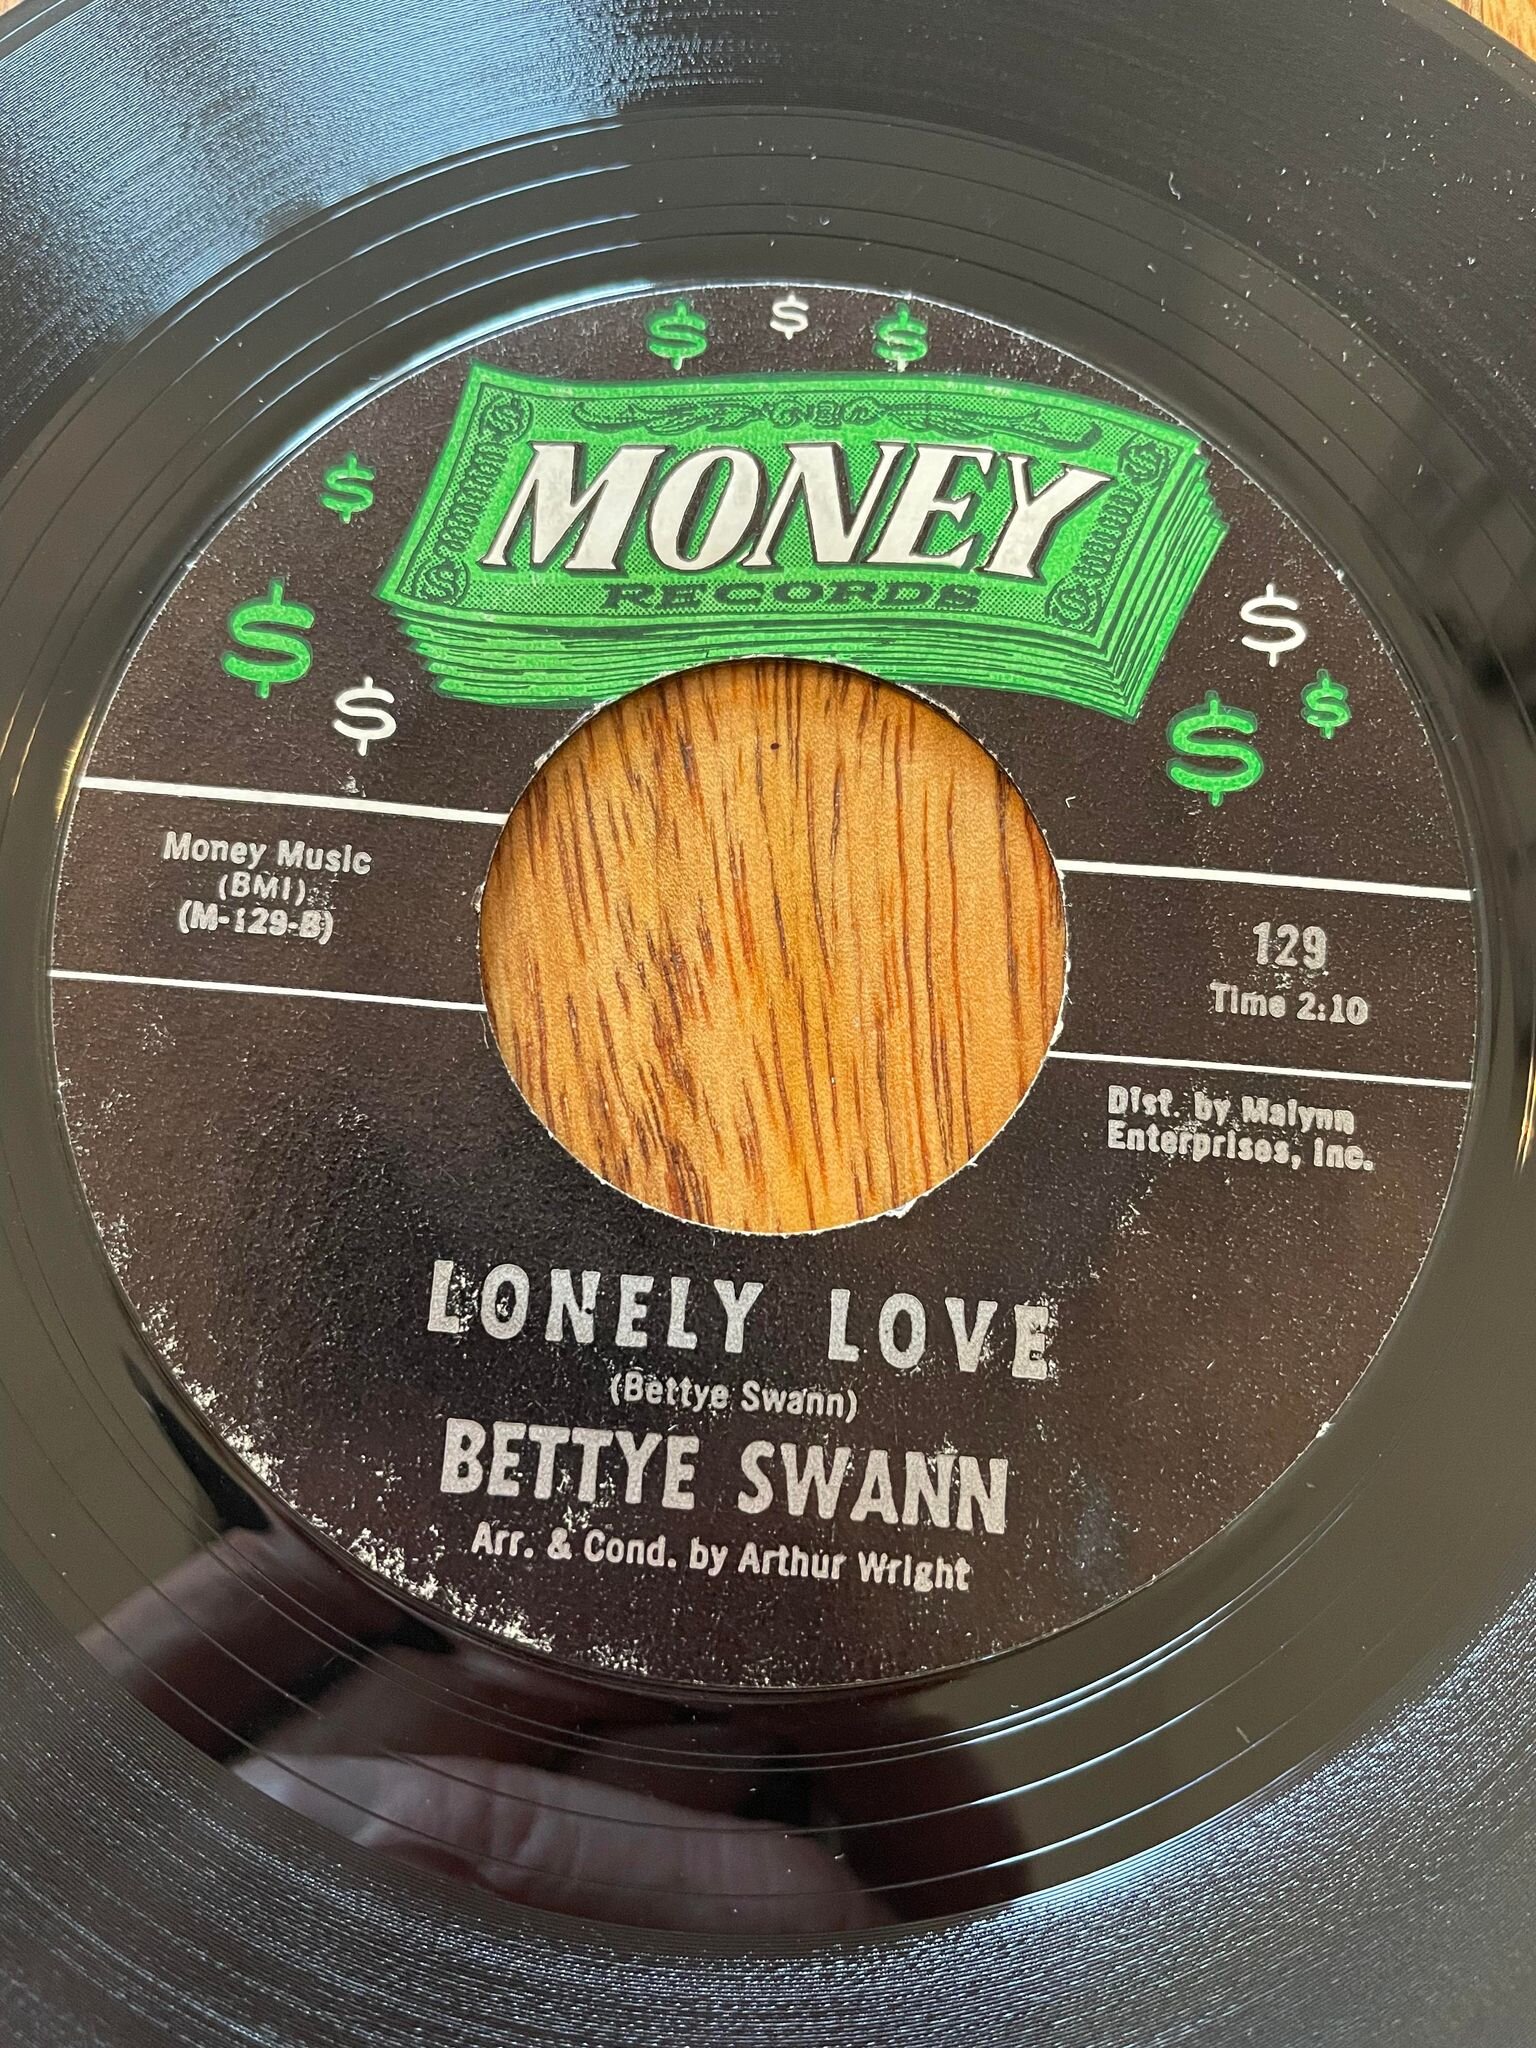 MONEY
RECORDS
Money Music
(BMI)
(M-129-B)
129
Time 2:10
Dist. by Malynn
Enterprises, Inc.
LONELY LOVE
(Bettye Swann)
BETTYE SWANN
Arr. & Cond. by Arthur Wright